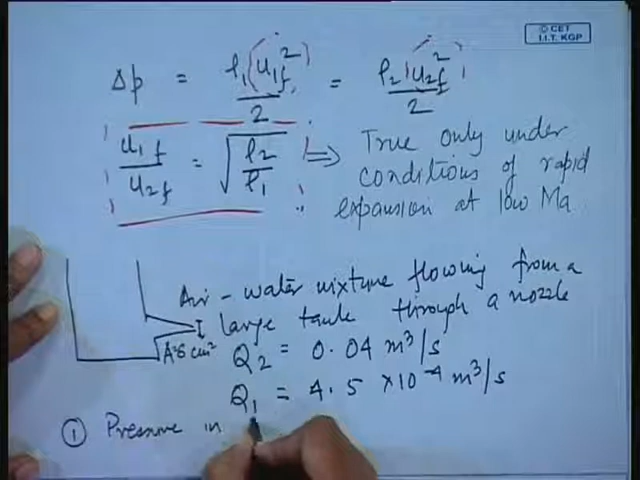 © CET
I.I.T. KGP
Δp = ρ₁(u₁f²)/2 = ρ₂(u₂f²)/2
u₁f/u₂f = √(ρ₂/ρ₁) ⇒ True only under
conditions of rapid
expansion at low Ma
Air-water mixture flowing from a
large tank through a nozzle
A=6 cm²
Q₂ = 0.04 m³/s
Q₁ = 4.5 × 10⁻⁴ m³/s
① Pressure in